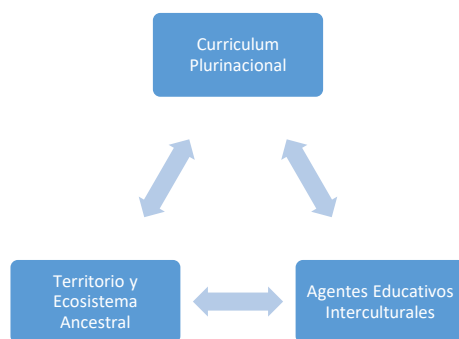 Curriculum
Plurinacional
Territorio y
Ecosistema
Ancestral
Agentes Educativos
Interculturales